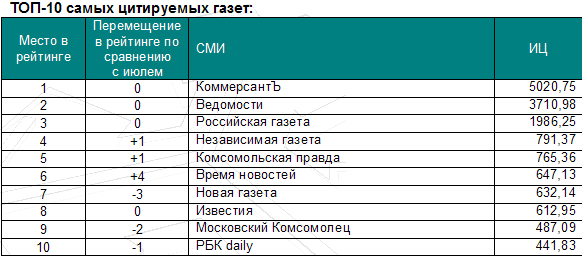 ТОП-10 самых цитируемых газет:
Место в рейтинге Перемещение в рейтинге по сравнению с июлем СМИ ИЦ
1 0 КоммерсантЪ 5020,75
2 0 Ведомости 3710,98
3 0 Российская газета 1986,25
4 +1 Независимая газета 791,37
5 +1 Комсомольская правда 765,36
6 +4 Время новостей 647,13
7 -3 Новая газета 632,14
8 0 Известия 612,95
9 -2 Московский Комсомолец 487,09
10 -1 РБК daily 441,83